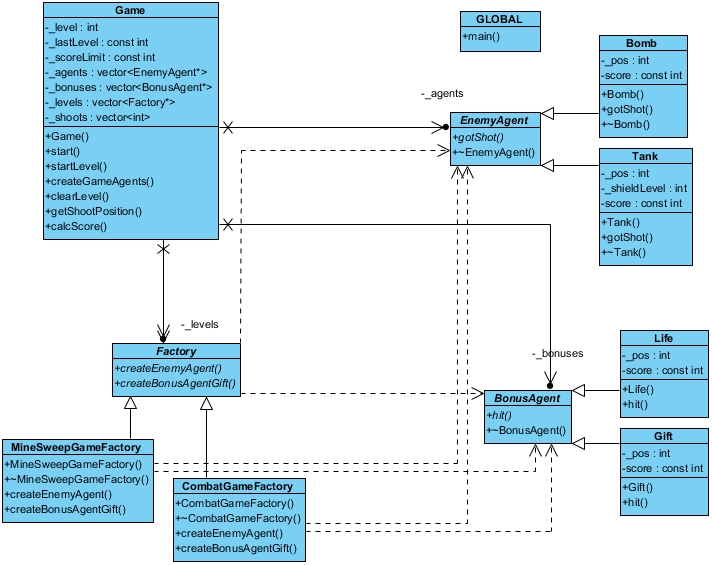 Game
-_level : int
-_lastLevel : const int
-_scoreLimit : const int
-_agents : vector<EnemyAgent*>
-_bonuses : vector<BonusAgent*>
-_levels : vector<Factory*>
-_shoots : vector<int>
+Game()
+start()
+startLevel()
+createGameAgents()
+clearLevel()
+getShootPosition()
+calcScore()
GLOBAL
+main()
-_agents
EnemyAgent
+gotShot()
+~EnemyAgent()
Bomb
-_pos : int
-score : const int
+Bomb()
+gotShot()
+~Bomb()
Tank
-_pos : int
-_shieldLevel : int
-score : const int
+Tank()
+gotShot()
+~Tank()
-_levels
Factory
+createEnemyAgent()
+createBonusAgentGift()
-_bonuses
BonusAgent
+hit()
+~BonusAgent()
Life
-_pos : int
-score : const int
+Life()
+hit()
Gift
-_pos : int
-score : const int
+Gift()
+hit()
MineSweepGameFactory
+MineSweepGameFactory()
+~MineSweepGameFactory()
+createEnemyAgent()
+createBonusAgentGift()
CombatGameFactory
+CombatGameFactory()
+~CombatGameFactory()
+createEnemyAgent()
+createBonusAgentGift()